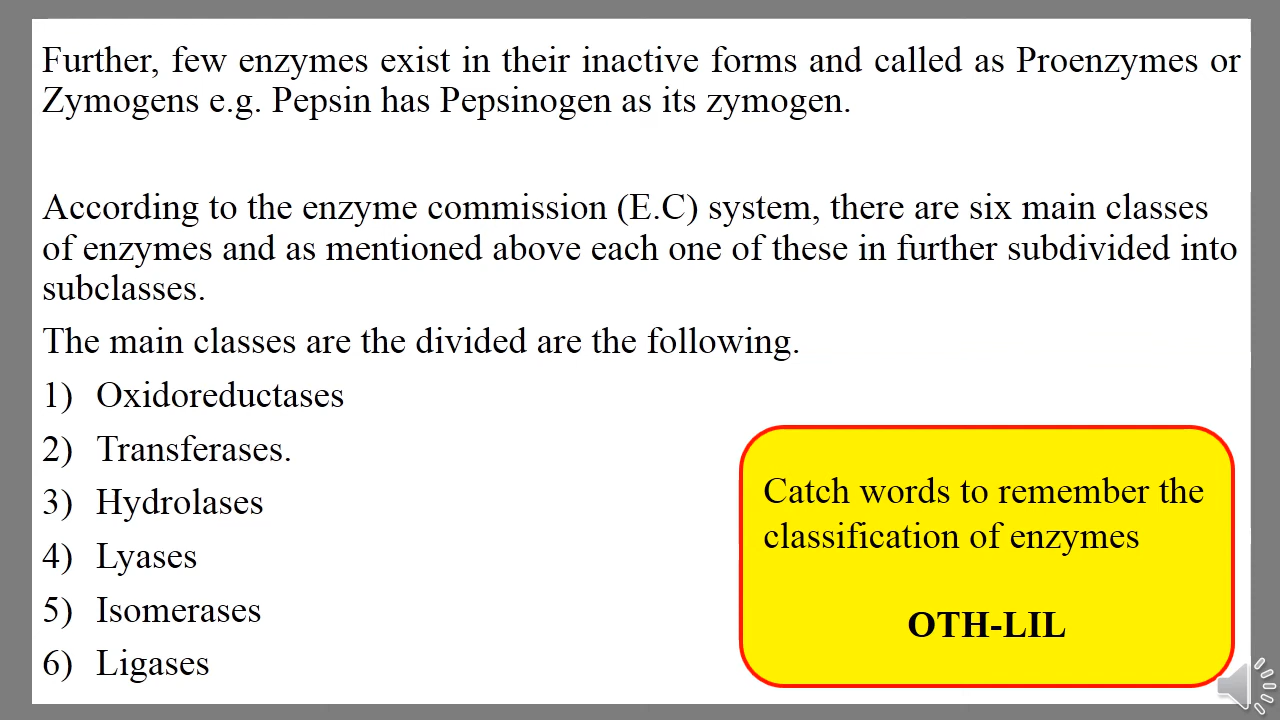 Further, few enzymes exist in their inactive forms and called as Proenzymes or
Zymogens e.g. Pepsin has Pepsinogen as its zymogen.
According to the enzyme commission (E.C) system, there are six main classes
of enzymes and as mentioned above each one of these in further subdivided into
subclasses.
The main classes are the divided are the following.
1) Oxidoreductases
2) Transferases.
3) Hydrolases
4) Lyases
5) Isomerases
6) Ligases
Catch words to remember the
classification of enzymes
OTH-LIL